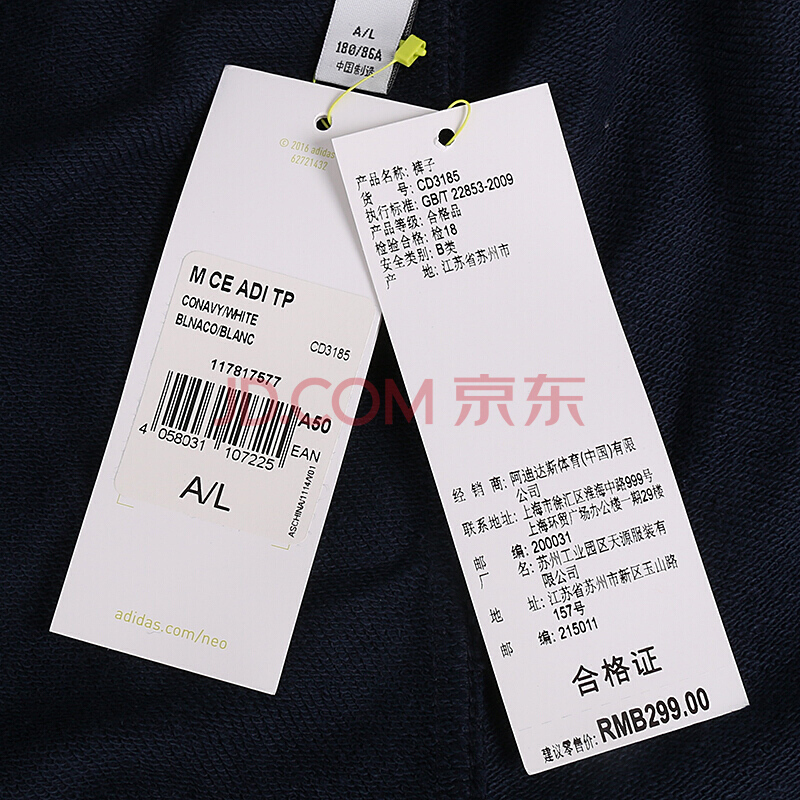 A/L
180/86A
中国制造
© 2016 adidas
62721432
M CE ADI TP
CONAVY/WHITE
BLNACO/BLANC
CD3185
117817577
A50
4 058031 107225
EAN
A/L
ASCHINA/1114/Y01
adidas.com/neo
产品名称: 裤子
货 号: CD3185
执行标准: GB/T 22853-2009
产品等级: 合格品
检验合格: 检18
安全类别: B类
产 地: 江苏省苏州市
JD.COM 京东
经 销 商: 阿迪达斯体育(中国)有限
公司
联系地址: 上海市徐汇区淮海中路999号
上海环贸广场办公楼一期29楼
邮 编: 200031
厂 名: 苏州工业园区天源服装有
限公司
地 址: 江苏省苏州市新区玉山路
157号
邮 编: 215011
合格证
建议零售价: RMB299.00